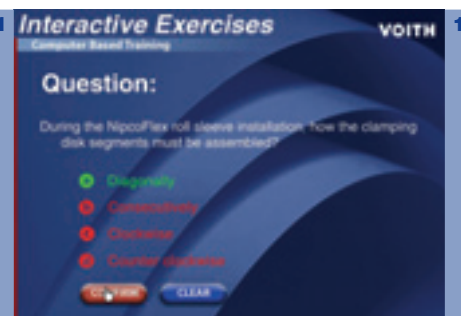 Interactive Exercises
VOITH
Computer Based Training
Question:
During the NipcoFlex roll sleeve installation, how the clamping
disk segments must be assembled?
a Diagonally
b Consecutively
c Clockwise
d Counter clockwise
CONFIRM CLEAR